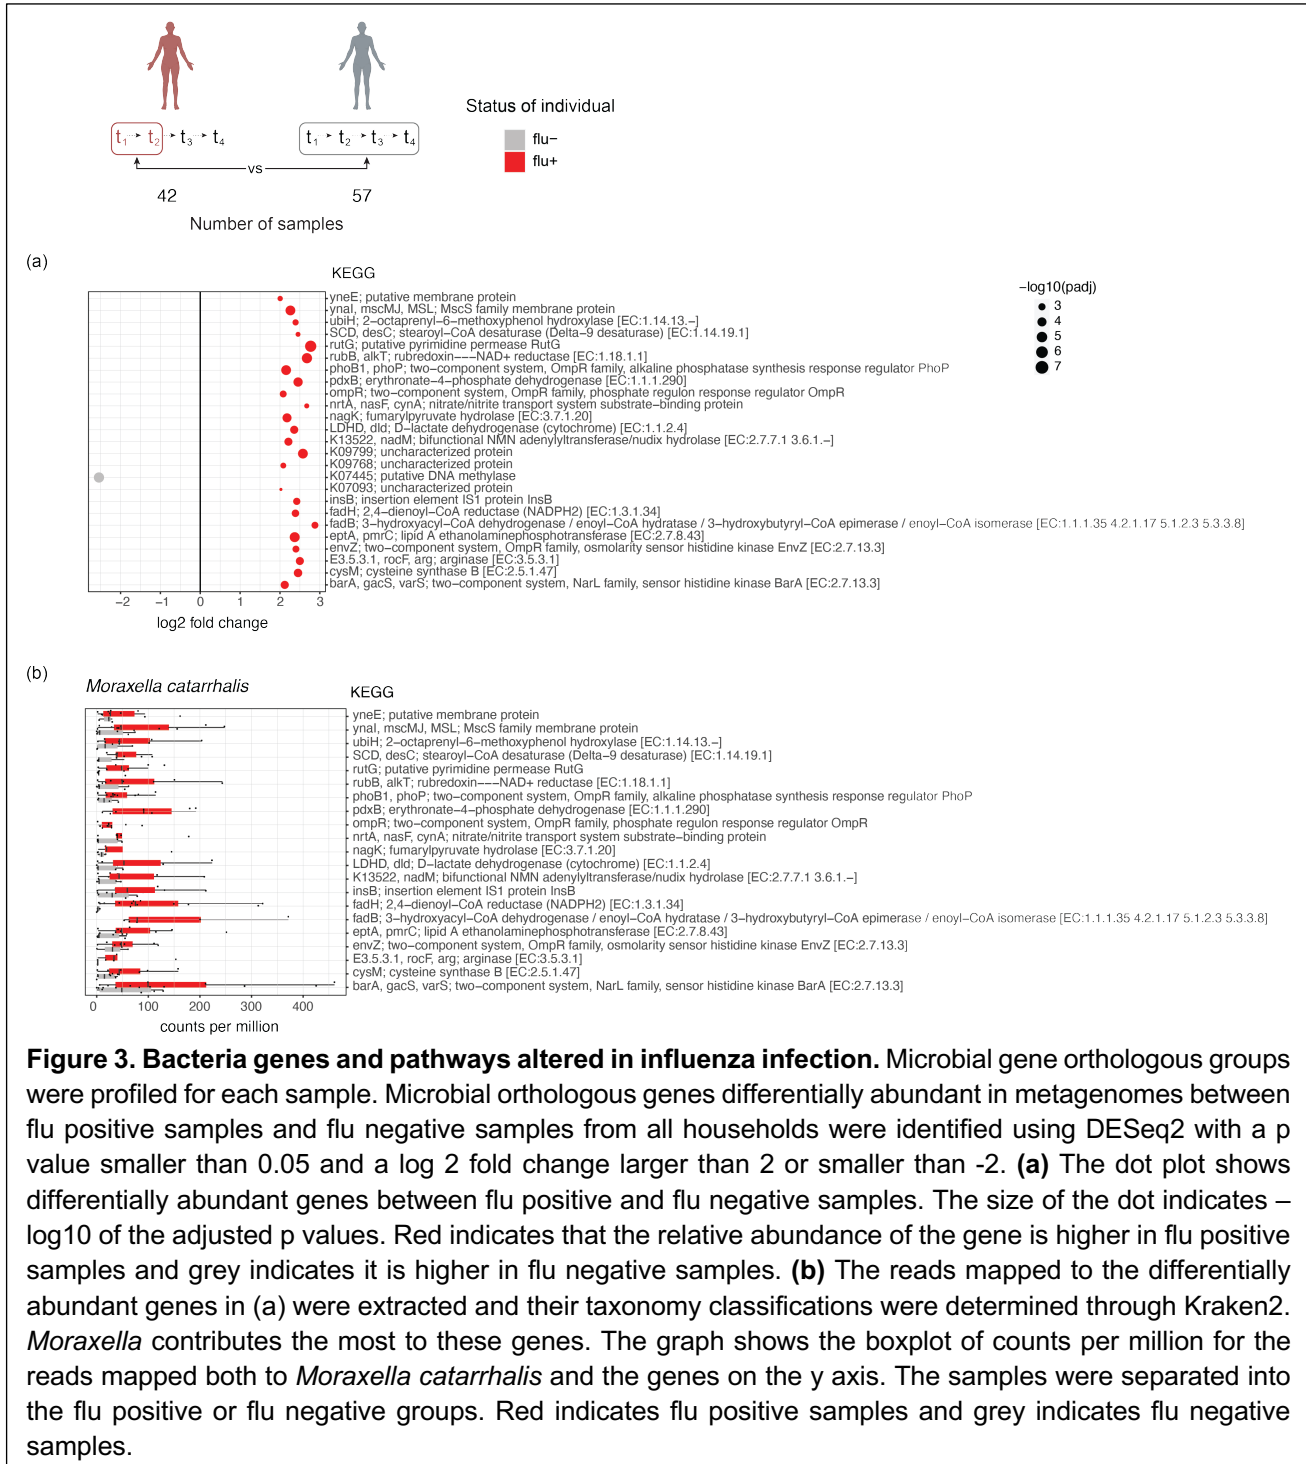 Status of individual
flu−
flu+
t1 t2 t3 t4
t1 t2 t3 t4
vs
42 57
Number of samples
(a)
KEGG
yneE; putative membrane protein
ynaI, mscMJ, MSL; MscS family membrane protein
ubiH; 2−octaprenyl−6−methoxyphenol hydroxylase [EC:1.14.13.−]
SCD, desC; stearoyl−CoA desaturase (Delta−9 desaturase) [EC:1.14.19.1]
rutG; putative pyrimidine permease RutG
rubB, alkT; rubredoxin−−−NAD+ reductase [EC:1.18.1.1]
phoB1, phoP; two−component system, OmpR family, alkaline phosphatase synthesis response regulator PhoP
pdxB; erythronate−4−phosphate dehydrogenase [EC:1.1.1.290]
ompR; two−component system, OmpR family, phosphate regulon response regulator OmpR
nrtA, nasF, cynA; nitrate/nitrite transport system substrate−binding protein
nagK; fumarylpyruvate hydrolase [EC:3.7.1.20]
LDHD, dld; D−lactate dehydrogenase (cytochrome) [EC:1.1.2.4]
K13522, nadM; bifunctional NMN adenylyltransferase/nudix hydrolase [EC:2.7.7.1 3.6.1.−]
K09799; uncharacterized protein
K09768; uncharacterized protein
K07445; putative DNA methylase
K07093; uncharacterized protein
insB; insertion element IS1 protein InsB
fadH; 2,4−dienoyl−CoA reductase (NADPH2) [EC:1.3.1.34]
fadB; 3−hydroxyacyl−CoA dehydrogenase / enoyl−CoA hydratase / 3−hydroxybutyryl−CoA epimerase / enoyl−CoA isomerase [EC:1.1.1.35 4.2.1.17 5.1.2.3 5.3.3.8]
eptA, pmrC; lipid A ethanolaminephosphotransferase [EC:2.7.8.43]
envZ; two−component system, OmpR family, osmolarity sensor histidine kinase EnvZ [EC:2.7.13.3]
E3.5.3.1, rocF, arg; arginase [EC:3.5.3.1]
cysM; cysteine synthase B [EC:2.5.1.47]
barA, gacS, varS; two−component system, NarL family, sensor histidine kinase BarA [EC:2.7.13.3]
−2 −1 0 1 2 3
log2 fold change
−log10(padj)
3
4
5
6
7
(b)
Moraxella catarrhalis
KEGG
yneE; putative membrane protein
ynaI, mscMJ, MSL; MscS family membrane protein
ubiH; 2−octaprenyl−6−methoxyphenol hydroxylase [EC:1.14.13.−]
SCD, desC; stearoyl−CoA desaturase (Delta−9 desaturase) [EC:1.14.19.1]
rutG; putative pyrimidine permease RutG
rubB, alkT; rubredoxin−−−NAD+ reductase [EC:1.18.1.1]
phoB1, phoP; two−component system, OmpR family, alkaline phosphatase synthesis response regulator PhoP
pdxB; erythronate−4−phosphate dehydrogenase [EC:1.1.1.290]
ompR; two−component system, OmpR family, phosphate regulon response regulator OmpR
nrtA, nasF, cynA; nitrate/nitrite transport system substrate−binding protein
nagK; fumarylpyruvate hydrolase [EC:3.7.1.20]
LDHD, dld; D−lactate dehydrogenase (cytochrome) [EC:1.1.2.4]
K13522, nadM; bifunctional NMN adenylyltransferase/nudix hydrolase [EC:2.7.7.1 3.6.1.−]
insB; insertion element IS1 protein InsB
fadH; 2,4−dienoyl−CoA reductase (NADPH2) [EC:1.3.1.34]
fadB; 3−hydroxyacyl−CoA dehydrogenase / enoyl−CoA hydratase / 3−hydroxybutyryl−CoA epimerase / enoyl−CoA isomerase [EC:1.1.1.35 4.2.1.17 5.1.2.3 5.3.3.8]
eptA, pmrC; lipid A ethanolaminephosphotransferase [EC:2.7.8.43]
envZ; two−component system, OmpR family, osmolarity sensor histidine kinase EnvZ [EC:2.7.13.3]
E3.5.3.1, rocF, arg; arginase [EC:3.5.3.1]
cysM; cysteine synthase B [EC:2.5.1.47]
barA, gacS, varS; two−component system, NarL family, sensor histidine kinase BarA [EC:2.7.13.3]
0 100 200 300 400
counts per million
Figure 3. Bacteria genes and pathways altered in influenza infection. Microbial gene orthologous groups
were profiled for each sample. Microbial orthologous genes differentially abundant in metagenomes between
flu positive samples and flu negative samples from all households were identified using DESeq2 with a p
value smaller than 0.05 and a log 2 fold change larger than 2 or smaller than -2. (a) The dot plot shows
differentially abundant genes between flu positive and flu negative samples. The size of the dot indicates –
log10 of the adjusted p values. Red indicates that the relative abundance of the gene is higher in flu positive
samples and grey indicates it is higher in flu negative samples. (b) The reads mapped to the differentially
abundant genes in (a) were extracted and their taxonomy classifications were determined through Kraken2.
Moraxella contributes the most to these genes. The graph shows the boxplot of counts per million for the
reads mapped both to Moraxella catarrhalis and the genes on the y axis. The samples were separated into
the flu positive or flu negative groups. Red indicates flu positive samples and grey indicates flu negative
samples.